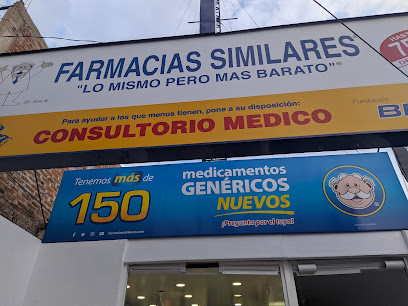 FARMACIAS SIMILARES
"LO MISMO PERO MAS BARATO"®
HASTA
Para ayudar a los que menos tienen, pone a su disposición:
Fundación
CONSULTORIO MEDICO
Tenemos más de
150
medicamentos
GENÉRICOS
NUEVOS
¡Pregunta por el tuyo!